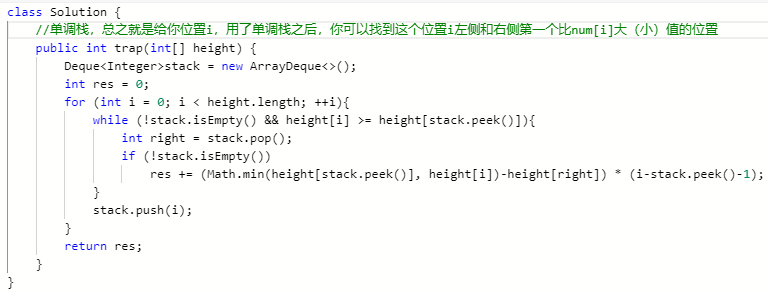 class Solution {
    //单调栈，总之就是给你位置i，用了单调栈之后，你可以找到这个位置i左侧和右侧第一个比num[i]大（小）值的位置
    public int trap(int[] height) {
        Deque<Integer>stack = new ArrayDeque<>();
        int res = 0;
        for (int i = 0; i < height.length; ++i){
            while (!stack.isEmpty() && height[i] >= height[stack.peek()]){
                int right = stack.pop();
                if (!stack.isEmpty())
                    res += (Math.min(height[stack.peek()], height[i])-height[right]) * (i-stack.peek()-1);
            }
            stack.push(i);
        }
        return res;
    }
}